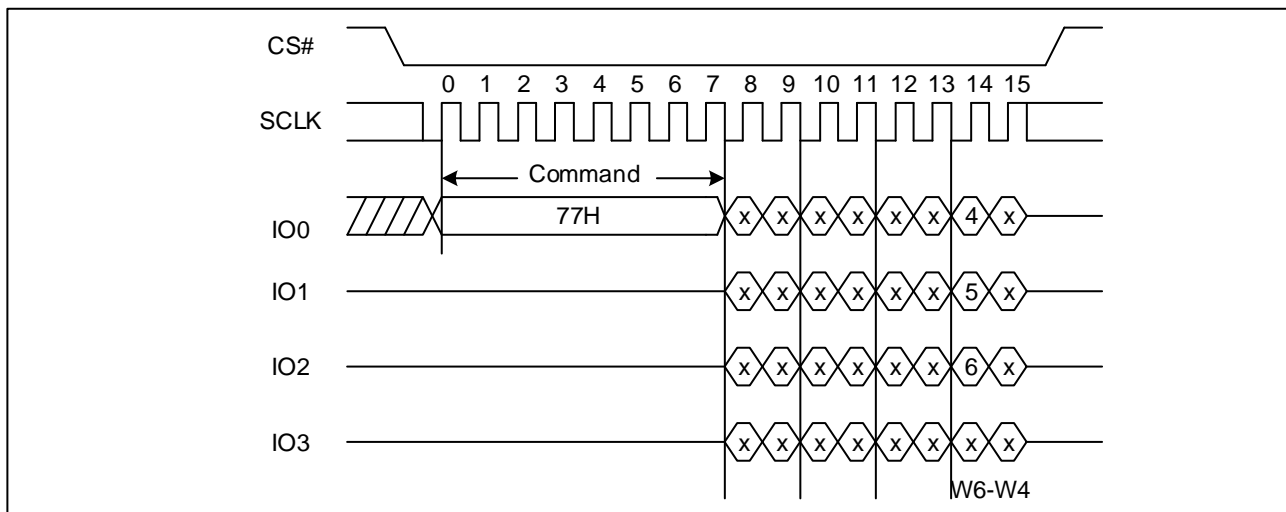 CS#
0 1 2 3 4 5 6 7 8 9 10 11 12 13 14 15
SCLK
Command
IO0 77H x x x x x x 4 x
IO1 x x x x x x 5 x
IO2 x x x x x x 6 x
IO3 x x x x x x x x
W6-W4